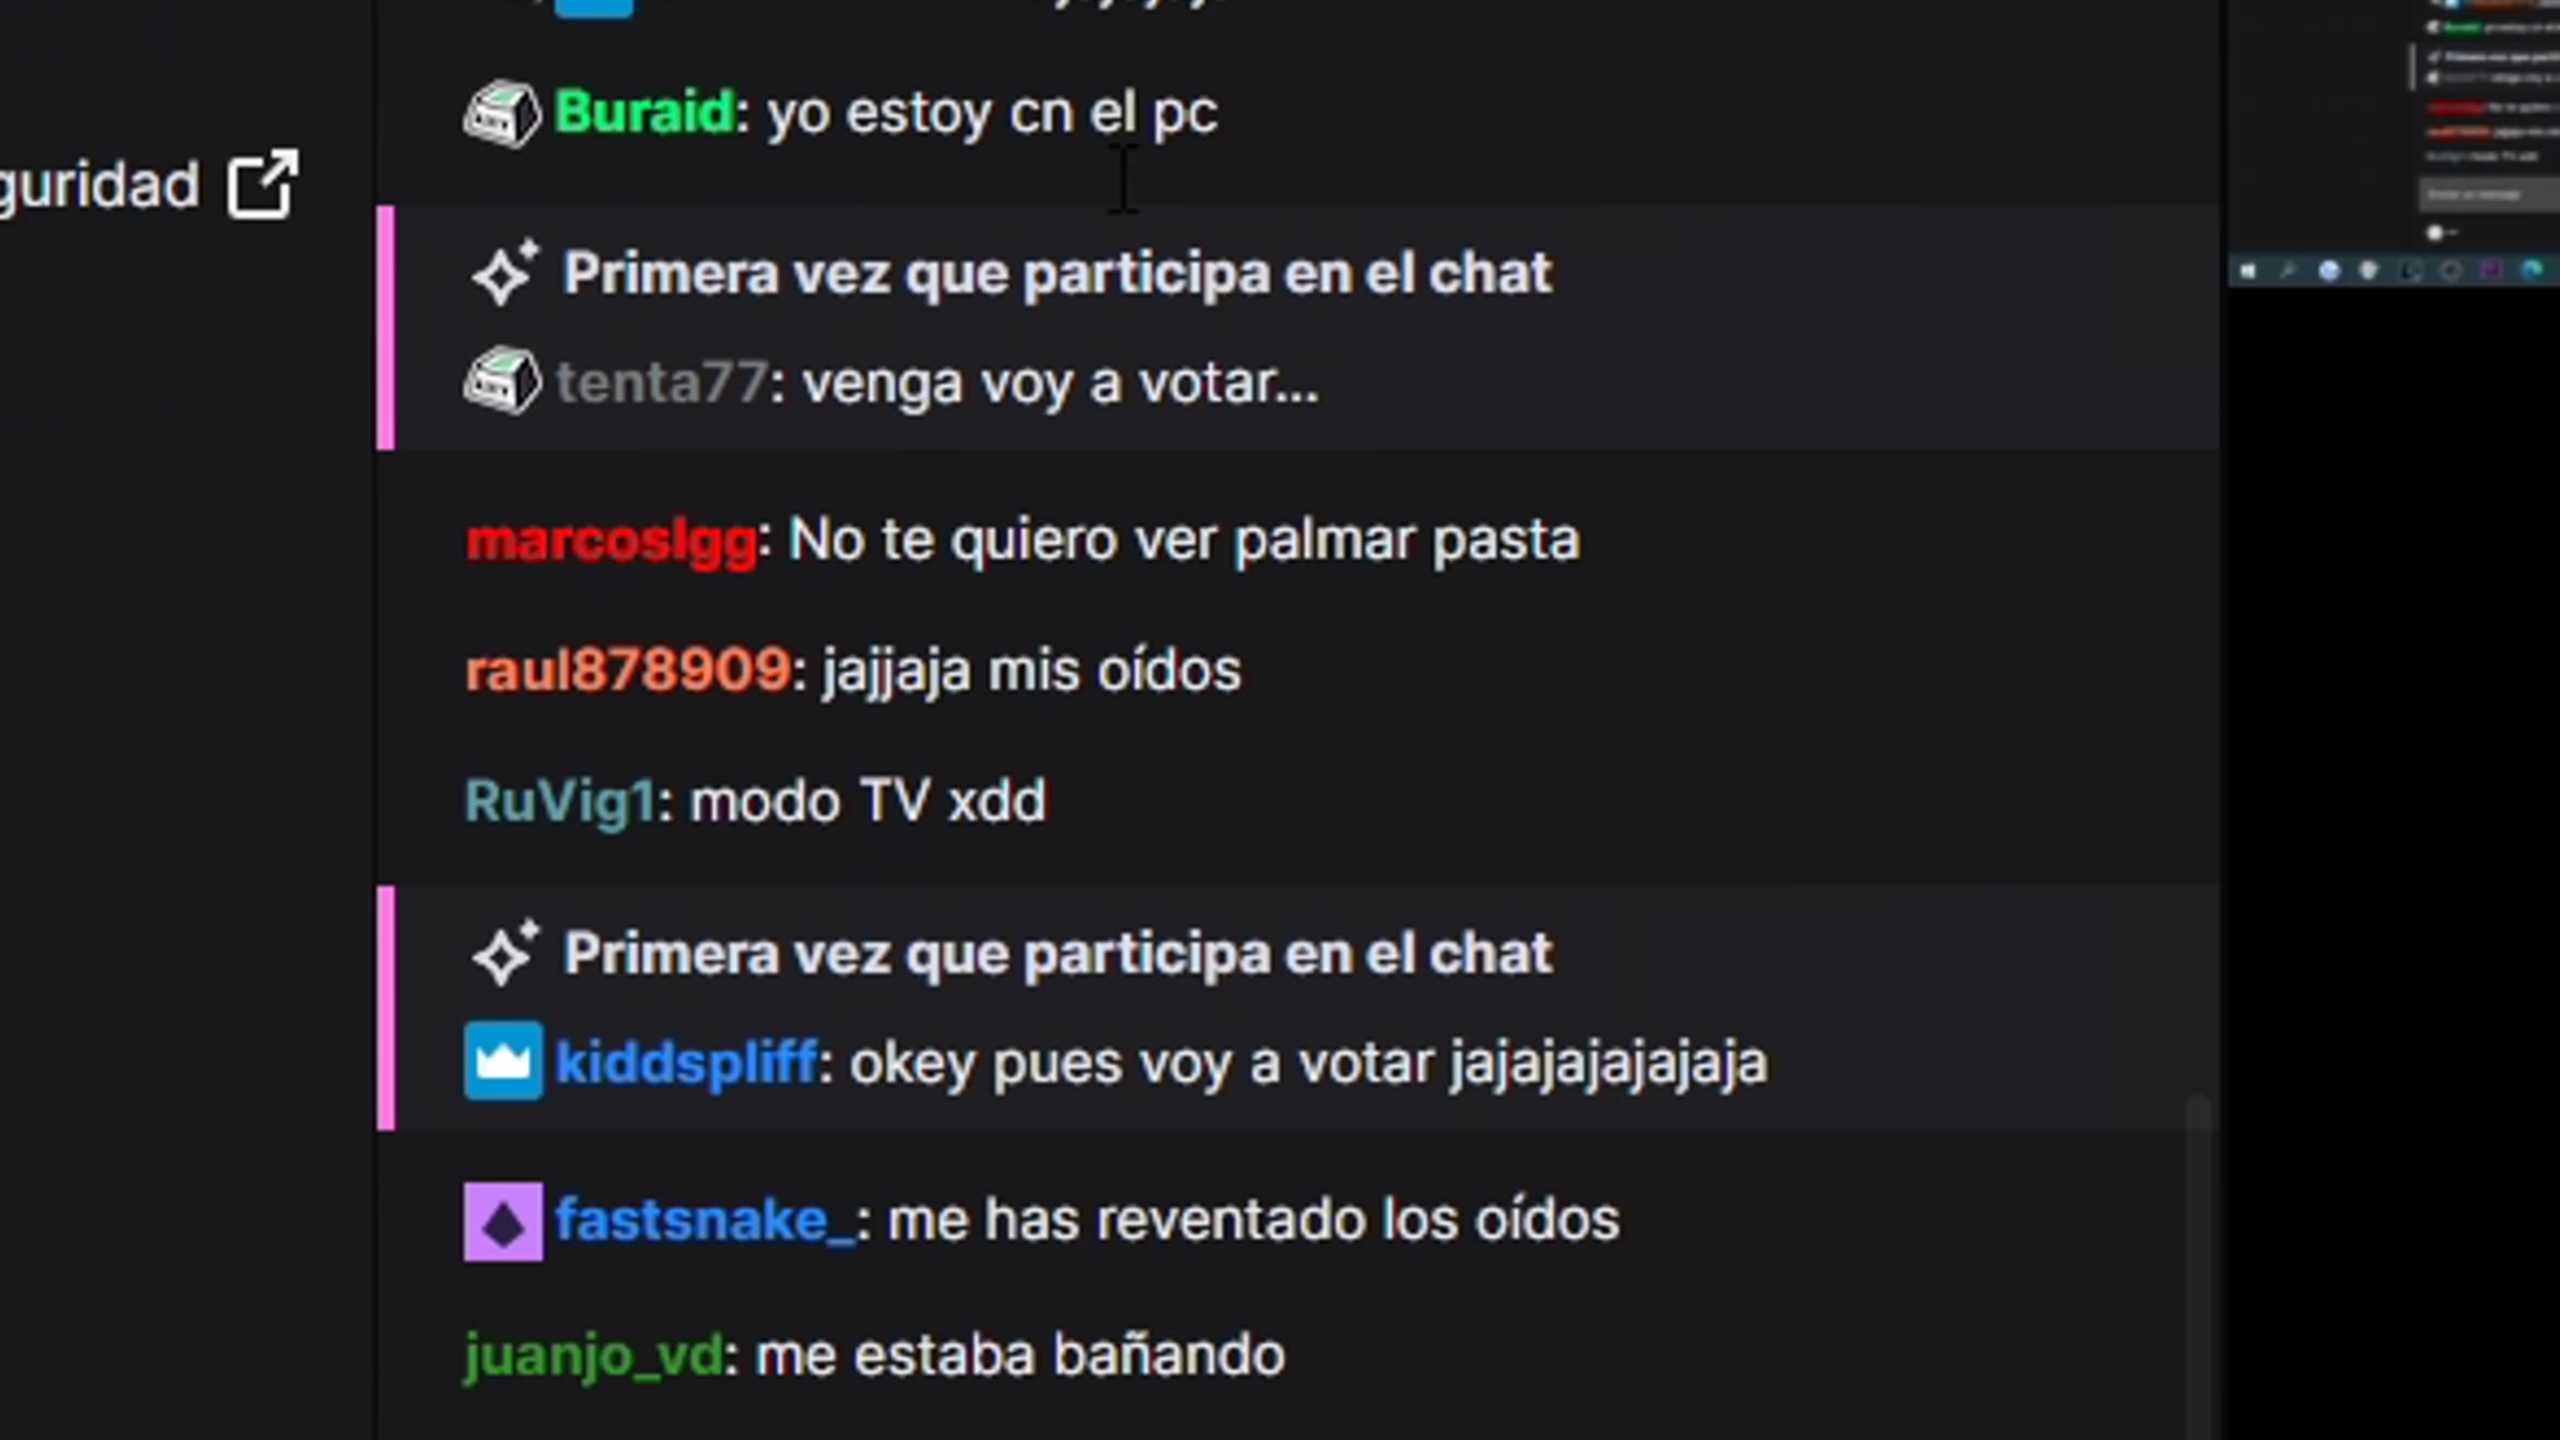 Buraid: yo estoy cn el pc
guridad
Primera vez que participa en el chat
tenta77: venga voy a votar...
marcoslgg: No te quiero ver palmar pasta
raul878909: jajjaja mis oídos
RuVig1: modo TV xdd
Primera vez que participa en el chat
kiddspliff: okey pues voy a votar jajajajajajaja
fastsnake_: me has reventado los oídos
juanjo_vd: me estaba bañando